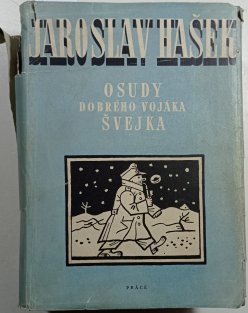 JAROSLAV HAŠEK
OSUDY
DOBRÉHO VOJÁKA
ŠVEJKA
PRÁCE